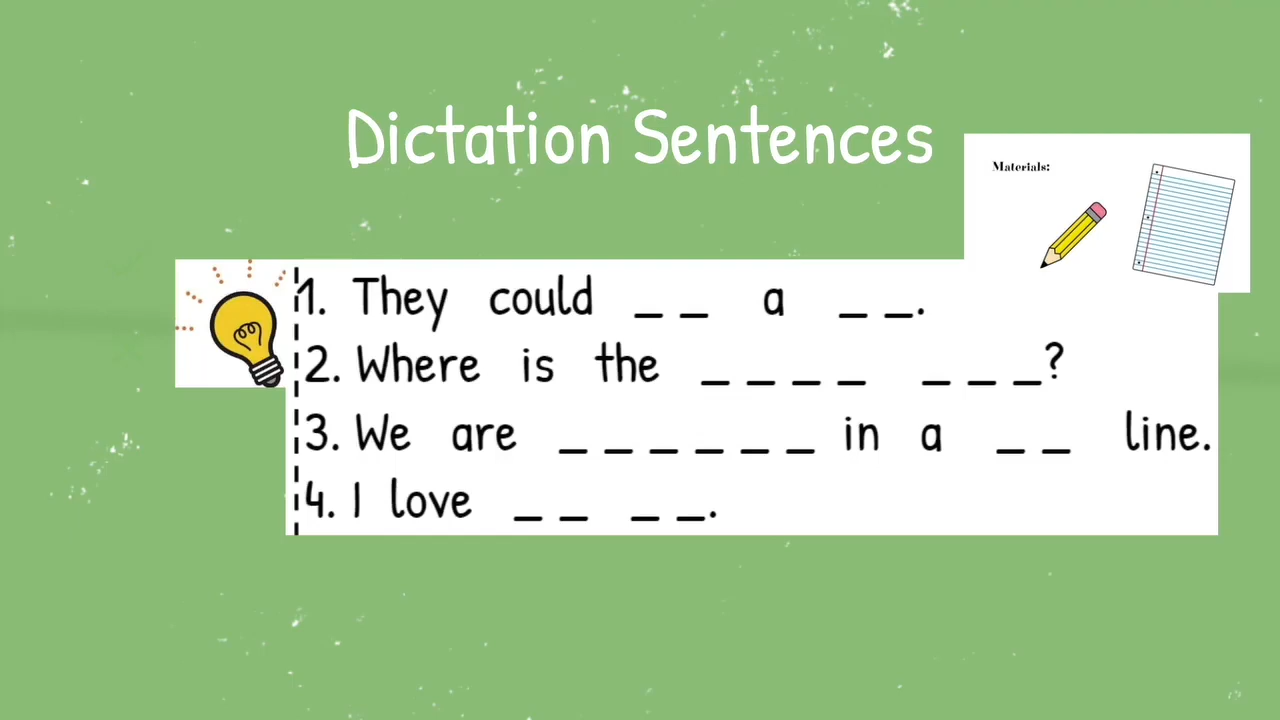 Dictation Sentences
Materials:
1. They could _ _ a _ _.
2. Where is the _ _ _ _ _ _ _?
3. We are _ _ _ _ _ _ in a _ _ line.
4. I love _ _ _ _.